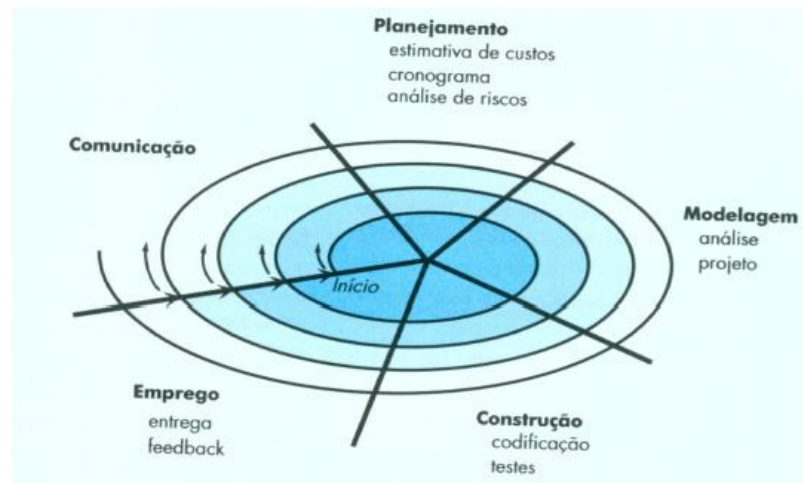 Planejamento
estimativa de custos
cronograma
análise de riscos
Comunicação
Modelagem
análise
projeto
Início
Emprego
entrega
feedback
Construção
codificação
testes